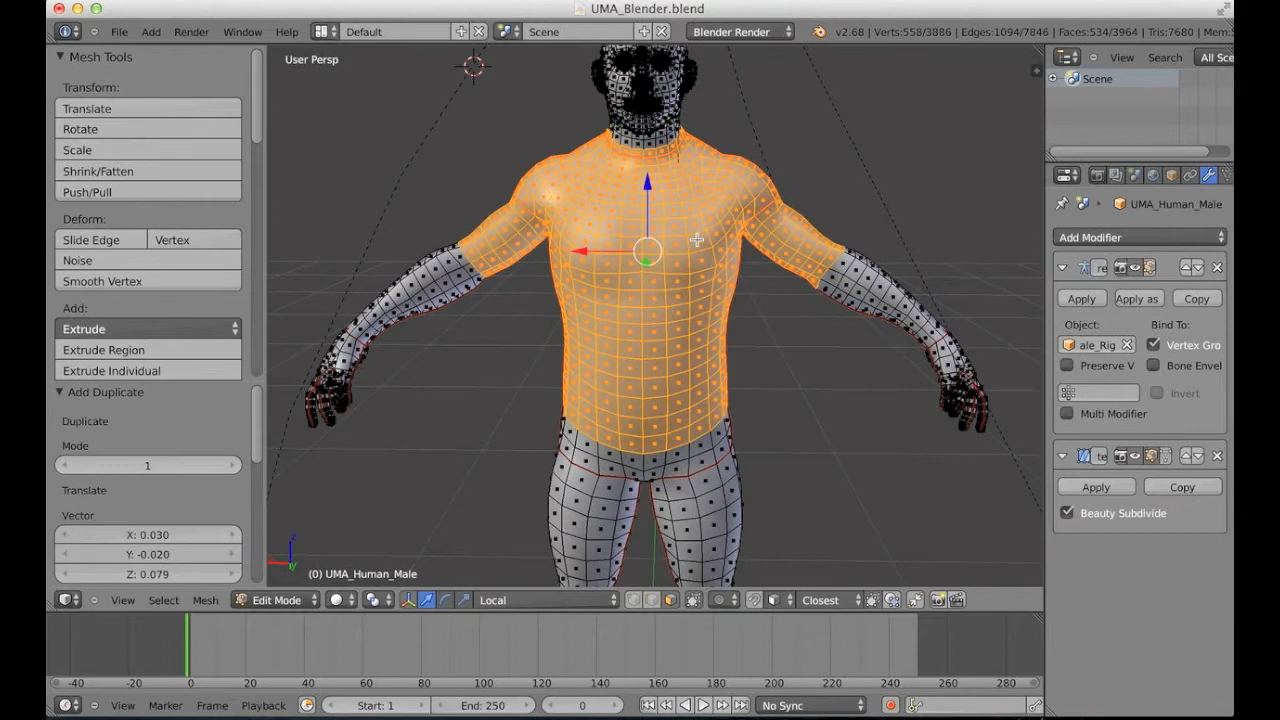 UMA_Blender.blend
File Add Render Window Help Default Scene Blender Render v2.68 | Verts:558/3886 | Edges:1094/7846 | Faces:534/3964 | Tris:7680 | Mem:
Mesh Tools
Transform:
Translate
Rotate
Scale
Shrink/Fatten
Push/Pull
Deform:
Slide Edge Vertex
Noise
Smooth Vertex
Add:
Extrude
Extrude Region
Extrude Individual
Add Duplicate
Duplicate
Mode
1
Translate
Vector
X: 0.030
Y: -0.020
Z: 0.079
User Persp
(0) UMA_Human_Male
View Search All Sce
Scene
UMA_Human_Male
Add Modifier
re
Apply Apply as Copy
Object: Bind To:
ale_Rig Vertex Gro
Preserve V Bone Envel
Invert
Multi Modifier
te
Apply Copy
Beauty Subdivide
View Select Mesh Edit Mode Local Closest
-40 -20 0 20 40 60 80 100 120 140 160 180 200 220 240 260 280
View Marker Frame Playback Start: 1 End: 250 0 No Sync